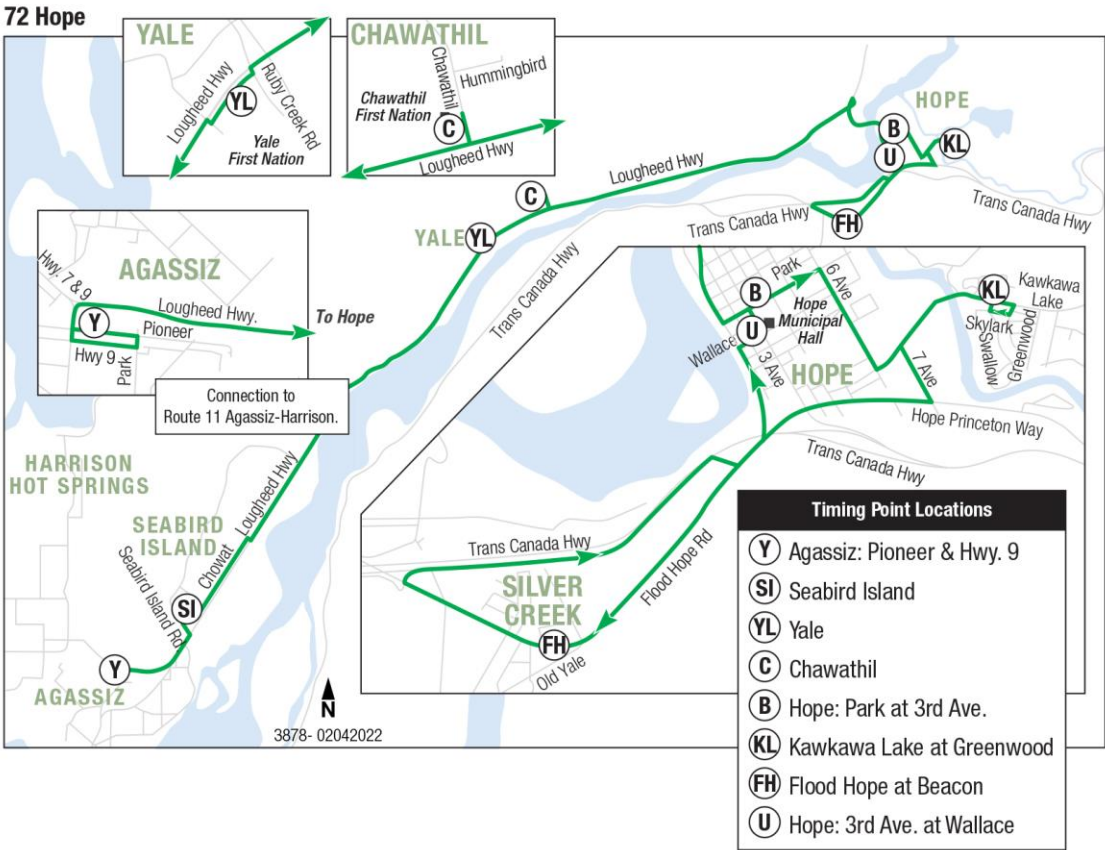 72 Hope
YALE
Lougheed Hwy
YL
Ruby Creek Rd
Yale
First Nation
CHAWATHIL
Chawathil
Hummingbird
Chawathil
First Nation
C
Lougheed Hwy
HOPE
B
U
KL
Lougheed Hwy
C
YALE
YL
Trans Canada Hwy
Trans Canada Hwy
FH
Trans Canada Hwy
AGASSIZ
Hwy. 7 & 9
Lougheed Hwy.
To Hope
Y
Pioneer
Hwy 9
Park
Connection to
Route 11 Agassiz-Harrison.
HARRISON
HOT SPRINGS
SEABIRD
ISLAND
Lougheed Hwy
Chowat
Seabird Island Rd
SI
Y
AGASSIZ
N
3878- 02042022
Park
B
6 Ave
Hope
Municipal
Hall
Wallace
U
3 Ave
HOPE
KL
Kawkawa
Lake
Skylark
Swallow
Greenwood
7 Ave
Hope Princeton Way
Trans Canada Hwy
Trans Canada Hwy
Flood Hope Rd
SILVER
CREEK
FH
Old Yale
Timing Point Locations
Y Agassiz: Pioneer & Hwy. 9
SI Seabird Island
YL Yale
C Chawathil
B Hope: Park at 3rd Ave.
KL Kawkawa Lake at Greenwood
FH Flood Hope at Beacon
U Hope: 3rd Ave. at Wallace